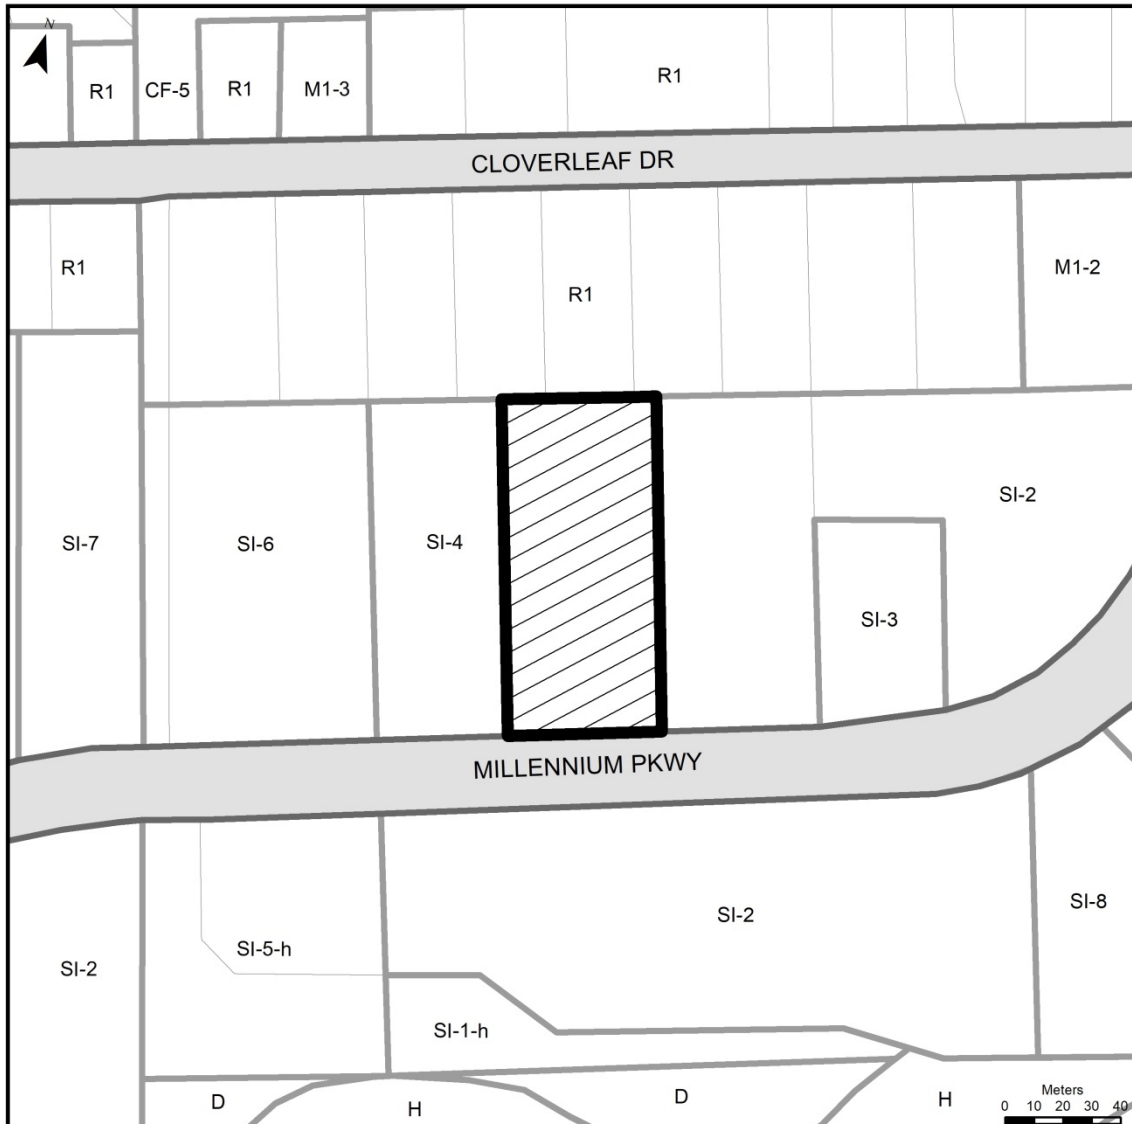 N
R1
CF-5
R1
M1-3
R1
CLOVERLEAF DR
R1
R1
M1-2
SI-7
SI-6
SI-4
SI-2
SI-3
MILLENNIUM PKWY
SI-2
SI-5-h
SI-2
SI-8
SI-1-h
D
H
D
H
Meters
0 10 20 30 40